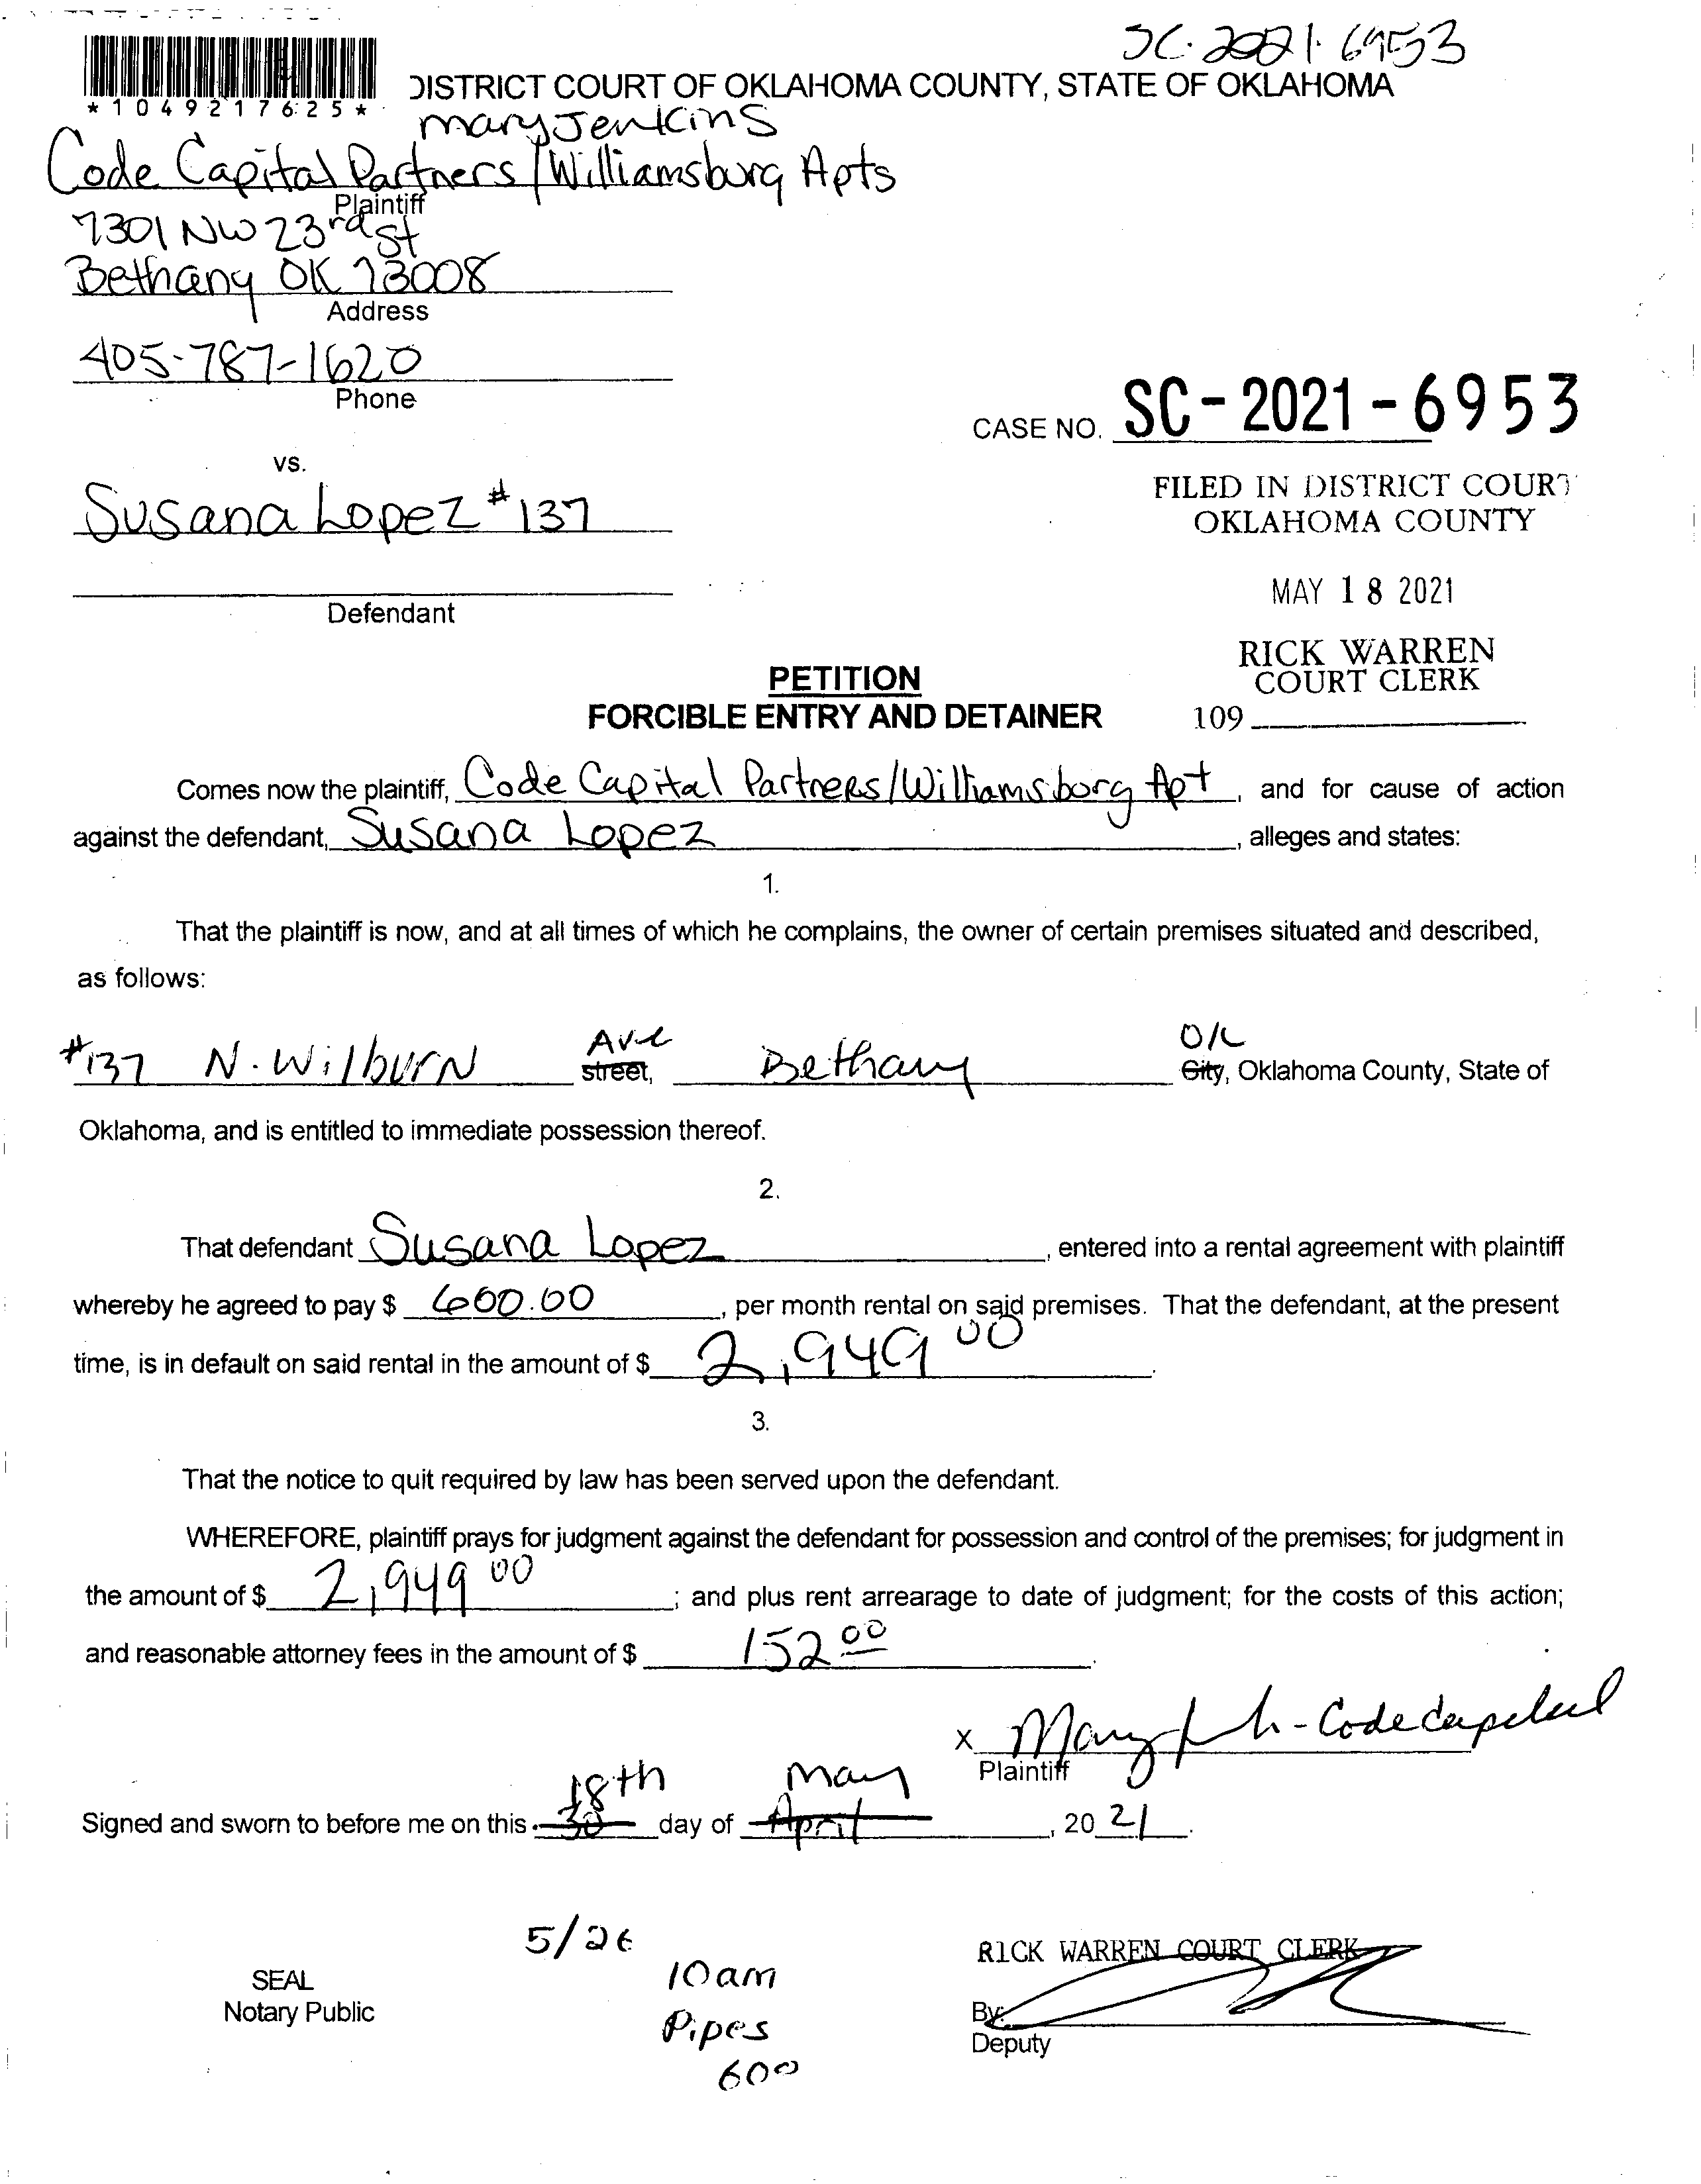 SC-2021-6953
*1049217625*
DISTRICT COURT OF OKLAHOMA COUNTY, STATE OF OKLAHOMA
Mary Jenkins
Code Capital Partners/Williamsburg Apts
Plaintiff
7301 NW 23rd St
Bethany OK 73008
Address
405-787-1620
Phone
CASE NO. SC-2021-6953
vs.
Susana Lopez #137
Defendant
FILED IN DISTRICT COURT
OKLAHOMA COUNTY
MAY 18 2021
RICK WARREN
COURT CLERK
109
PETITION
FORCIBLE ENTRY AND DETAINER
Comes now the plaintiff, Code Capital Partners/Williamsburg Apt, and for cause of action
against the defendant, Susana Lopez, alleges and states:
1.
That the plaintiff is now, and at all times of which he complains, the owner of certain premises situated and described,
as follows:
Ave OK
#137 N. Wilburn street, Bethany City, Oklahoma County, State of
Oklahoma, and is entitled to immediate possession thereof.
2.
That defendant Susana Lopez, entered into a rental agreement with plaintiff
whereby he agreed to pay $ 600.00, per month rental on said premises. That the defendant, at the present
time, is in default on said rental in the amount of $ 2,949 00.
3.
That the notice to quit required by law has been served upon the defendant.
WHEREFORE, plaintiff prays for judgment against the defendant for possession and control of the premises; for judgment in
the amount of $ 2,949 00; and plus rent arrearage to date of judgment; for the costs of this action;
and reasonable attorney fees in the amount of $ 152 00.
x Mary - Code Capital
Plaintiff
18th May
Signed and sworn to before me on this 30 day of April, 20 21.
5/26
10am
Pipes
600
SEAL
Notary Public
RICK WARREN COURT CLERK
By:
Deputy